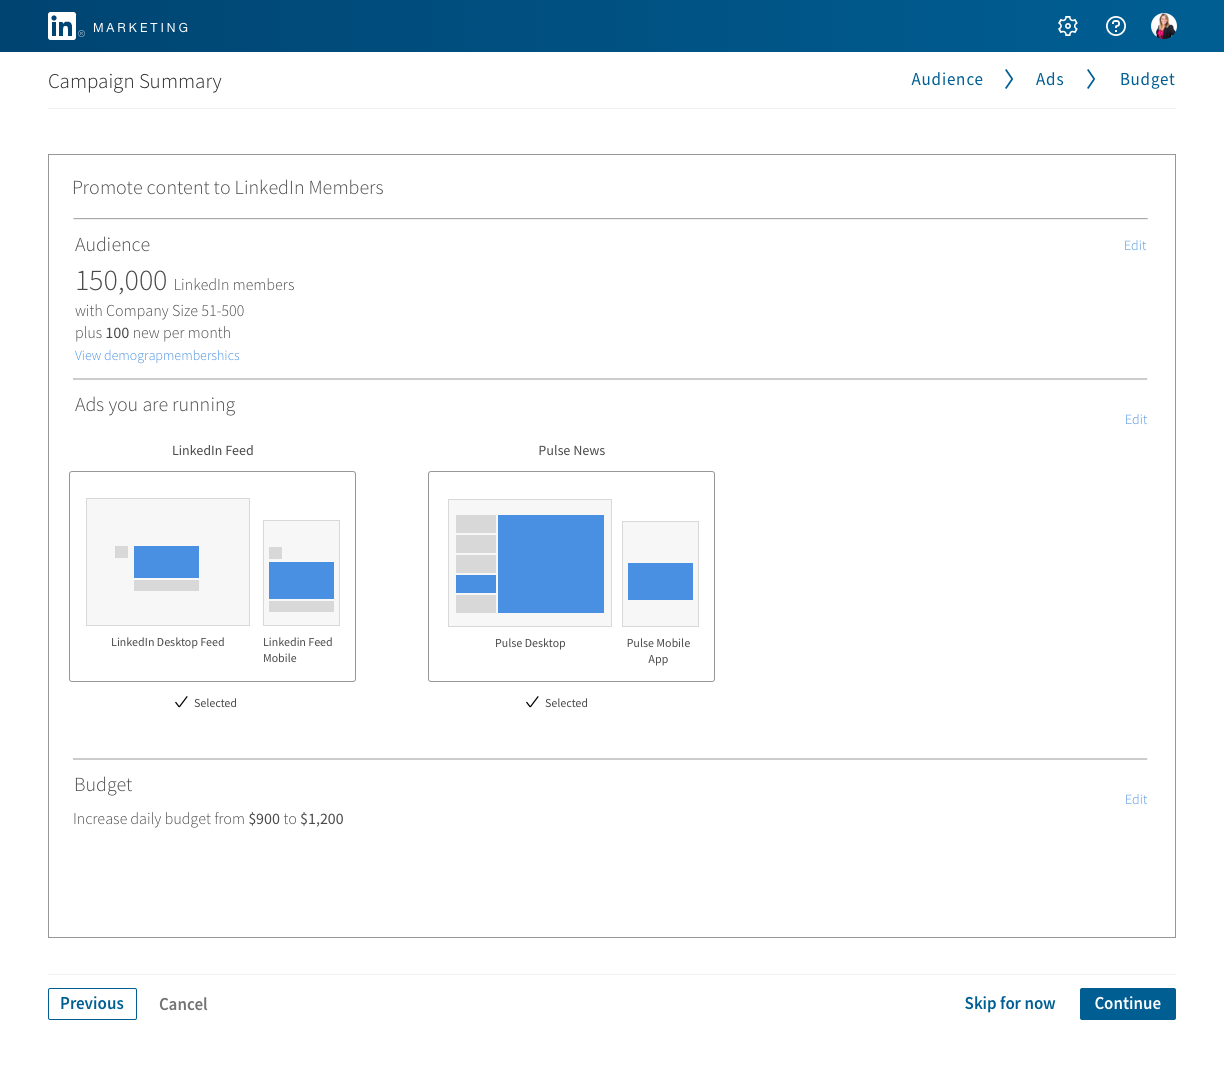 in® MARKETING
Campaign Summary
Audience Ads Budget
Promote content to LinkedIn Members
Audience
Edit
150,000 LinkedIn members
with Company Size 51-500
plus 100 new per month
View demograpmembershics
Ads you are running
Edit
LinkedIn Feed
Pulse News
LinkedIn Desktop Feed
Linkedin Feed
Mobile
Pulse Desktop
Pulse Mobile
App
Selected
Selected
Budget
Edit
Increase daily budget from $900 to $1,200
Previous
Cancel
Skip for now
Continue